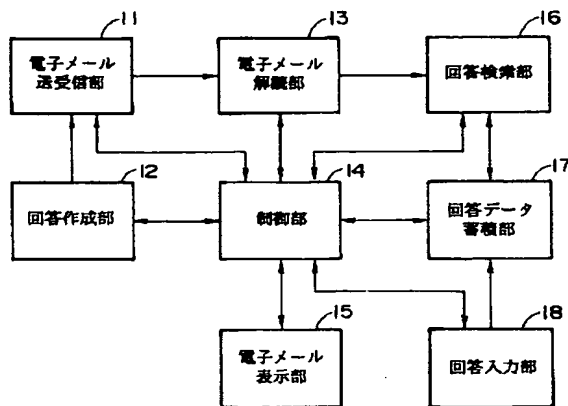 11
電子メール
送受信部
13
電子メール
解読部
16
回答検索部
12
回答作成部
14
制御部
17
回答データ
蓄積部
15
電子メール
表示部
18
回答入力部